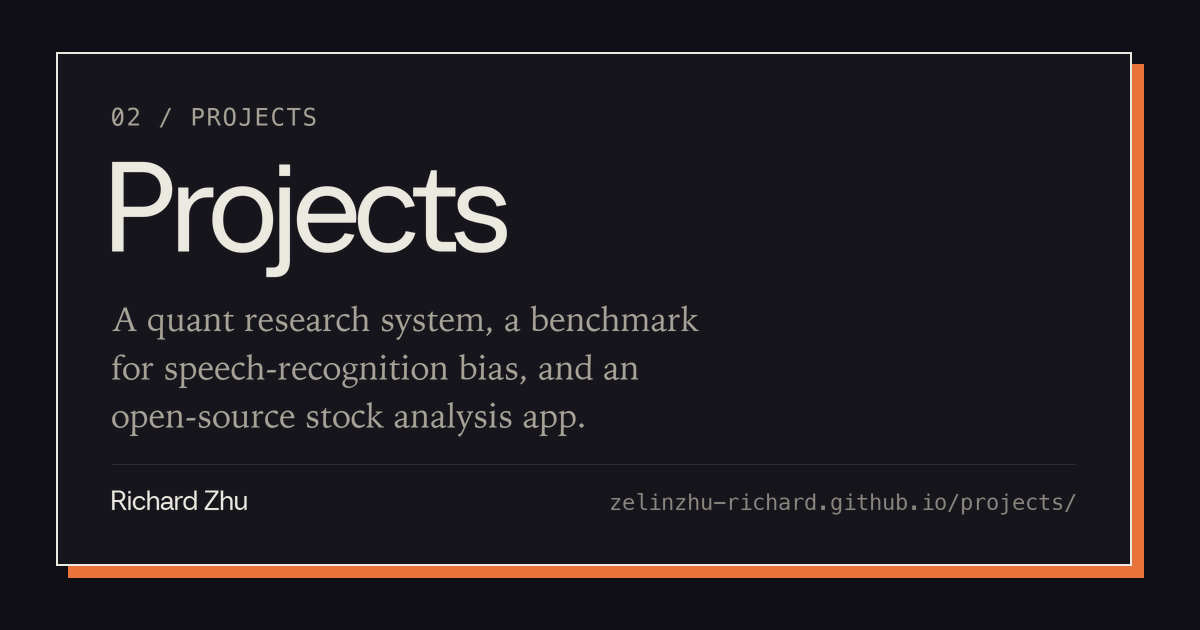 02 / PROJECTS
Projects
A quant research system, a benchmark
for speech-recognition bias, and an
open-source stock analysis app.
Richard Zhu
zelinzhu-richard.github.io/projects/